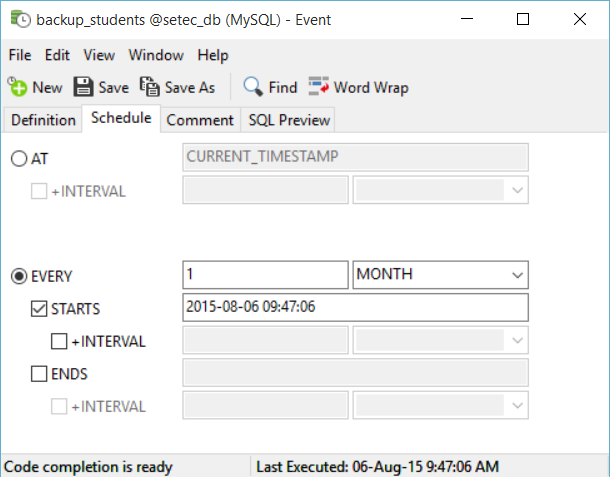 backup_students @setec_db (MySQL) - Event
File Edit View Window Help
New Save Save As Find Word Wrap
Definition Schedule Comment SQL Preview
AT CURRENT_TIMESTAMP
+INTERVAL
EVERY 1 MONTH
STARTS 2015-08-06 09:47:06
+INTERVAL
ENDS
+INTERVAL
Code completion is ready Last Executed: 06-Aug-15 9:47:06 AM